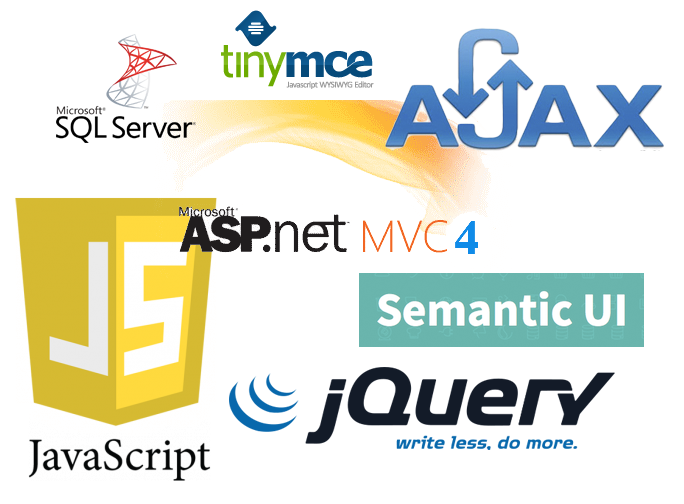 tinymce
Javascript WYSIWYG Editor
Microsoft®
SQL Server®
AJAX
Microsoft®
ASP.net MVC 4
JS
Semantic UI
jQuery
write less, do more.
JavaScript